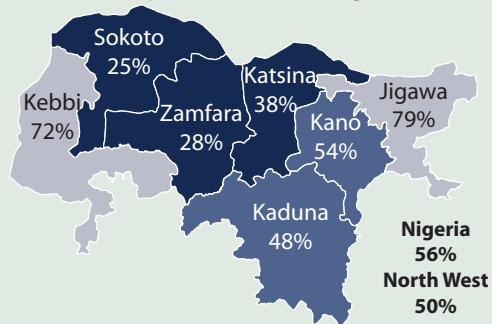 Sokoto
25%
Kebbi
72%
Zamfara
28%
Katsina
38%
Kano
54%
Jigawa
79%
Kaduna
48%
Nigeria
56%
North West
50%